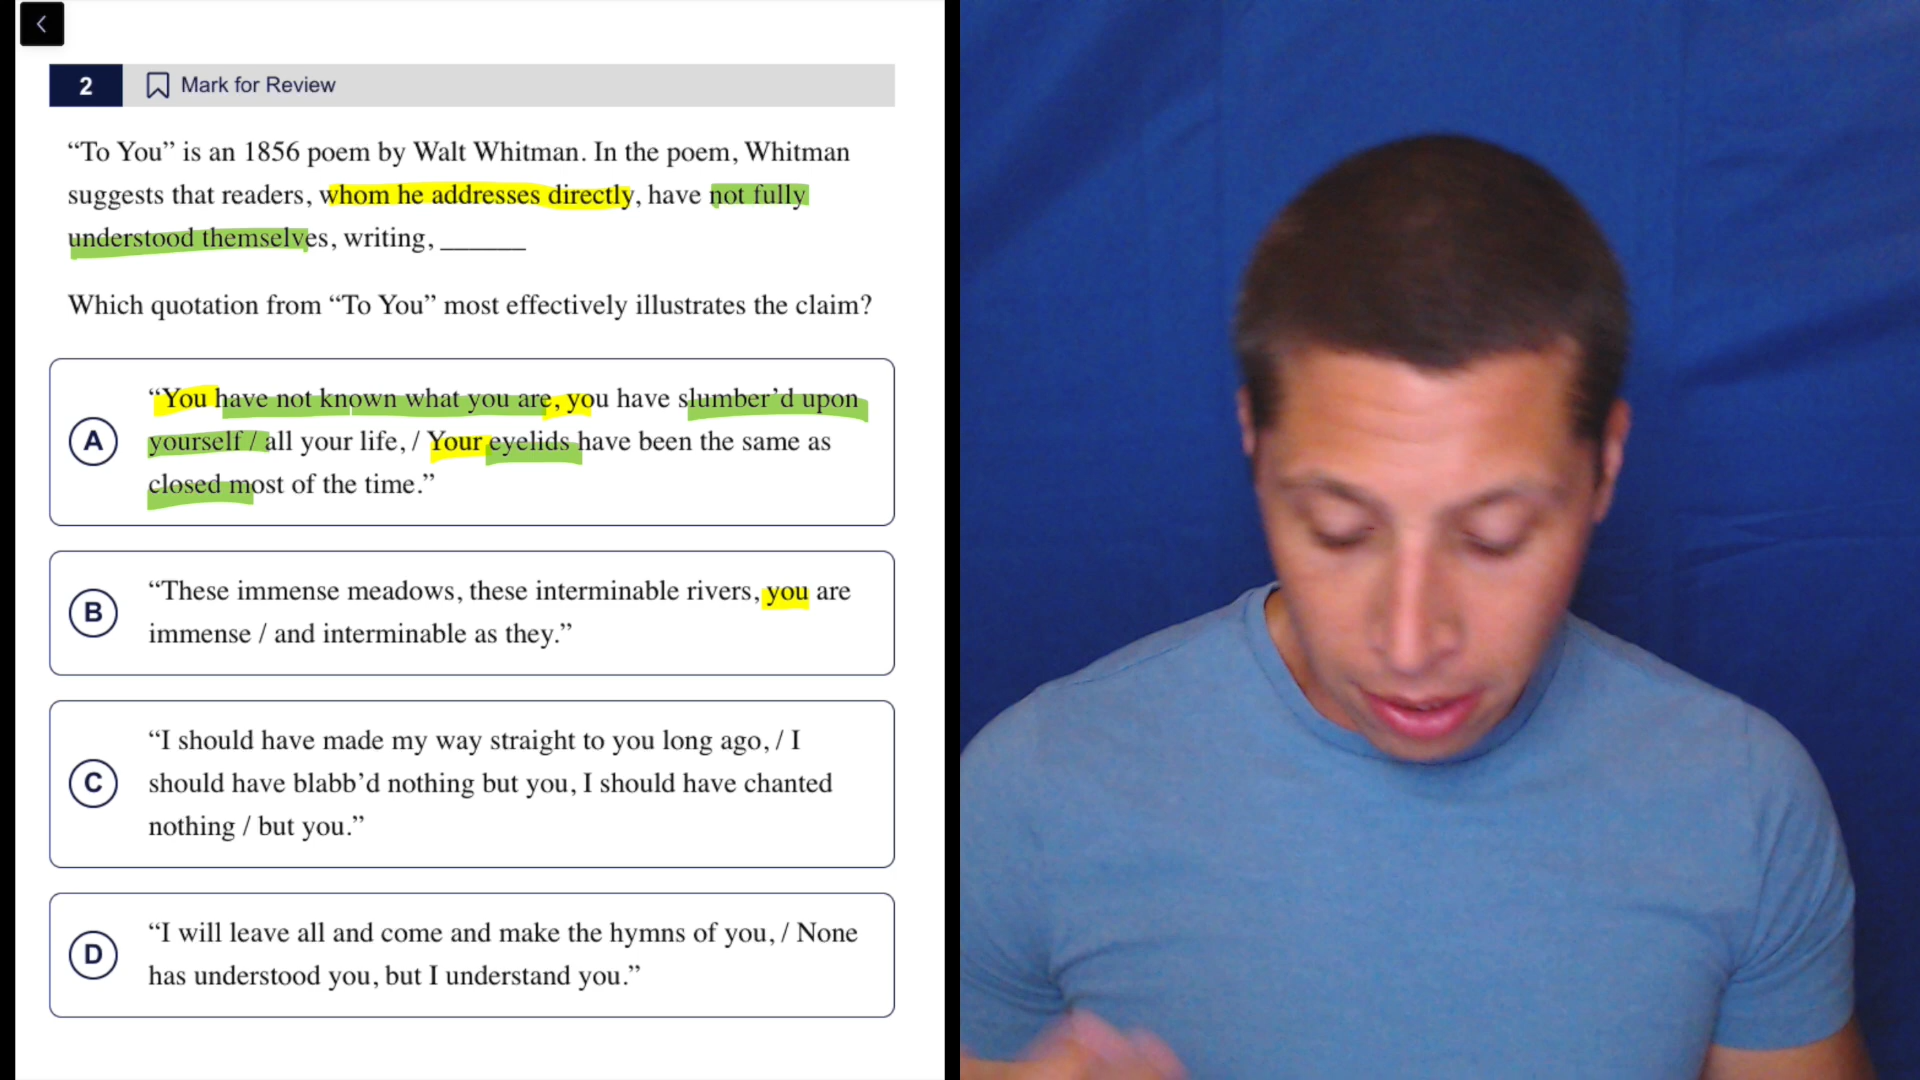 2 Mark for Review
“To You” is an 1856 poem by Walt Whitman. In the poem, Whitman
suggests that readers, whom he addresses directly, have not fully
understood themselves, writing, ______
Which quotation from “To You” most effectively illustrates the claim?
“You have not known what you are, you have slumber’d upon
A yourself / all your life, / Your eyelids have been the same as
closed most of the time.”
“These immense meadows, these interminable rivers, you are
B
immense / and interminable as they.”
“I should have made my way straight to you long ago, / I
C should have blabb’d nothing but you, I should have chanted
nothing / but you.”
“I will leave all and come and make the hymns of you, / None
D
has understood you, but I understand you.”